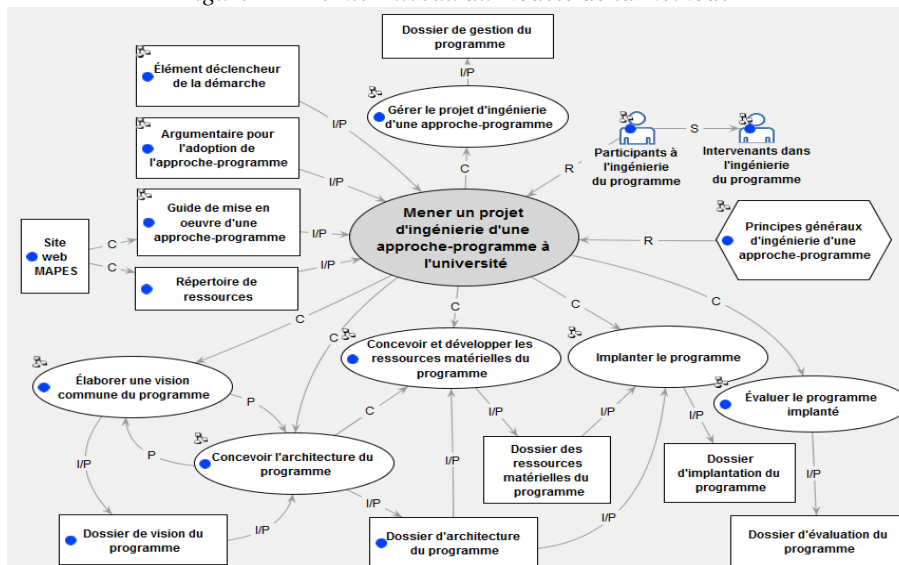 Dossier de gestion du
programme
I/P
Élément déclencheur
de la démarche
I/P
Gérer le projet d'ingénierie
d'une approche-programme
C
Argumentaire pour
l'adoption de
l'approche-programme
I/P
Participants à
l'ingénierie
du programme
S
Intervenants dans
l'ingénierie
du programme
R
Guide de mise en
oeuvre d'une
approche-programme
I/P
Mener un projet
d'ingénierie d'une
approche-programme à
l'université
R
Principes généraux
d'ingénierie d'une
approche-programme
Site
web
MAPES
C
C
Répertoire de
ressources
I/P
C
C
C
C
C
Élaborer une vision
commune du programme
Concevoir et développer les
ressources matérielles du
programme
Implanter le programme
Évaluer le programme
implanté
P
P
C
I/P
Concevoir l'architecture du
programme
I/P
I/P
I/P
I/P
I/P
I/P
Dossier des
ressources
matérielles du
programme
Dossier
d'implantation du
programme
Dossier de vision du
programme
I/P
Dossier d'architecture
du programme
I/P
Dossier d'évaluation du
programme